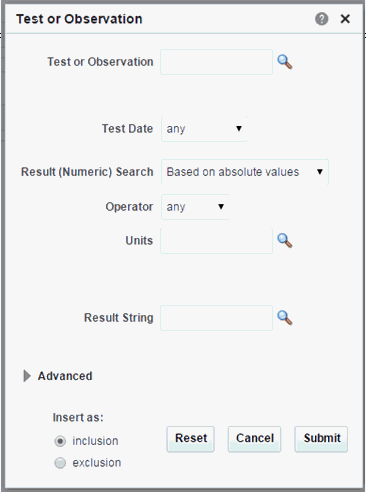 Test or Observation ? ×
Test or Observation
Test Date any
Result (Numeric) Search Based on absolute values
Operator any
Units
Result String
Advanced
Insert as:
inclusion
exclusion
Reset Cancel Submit